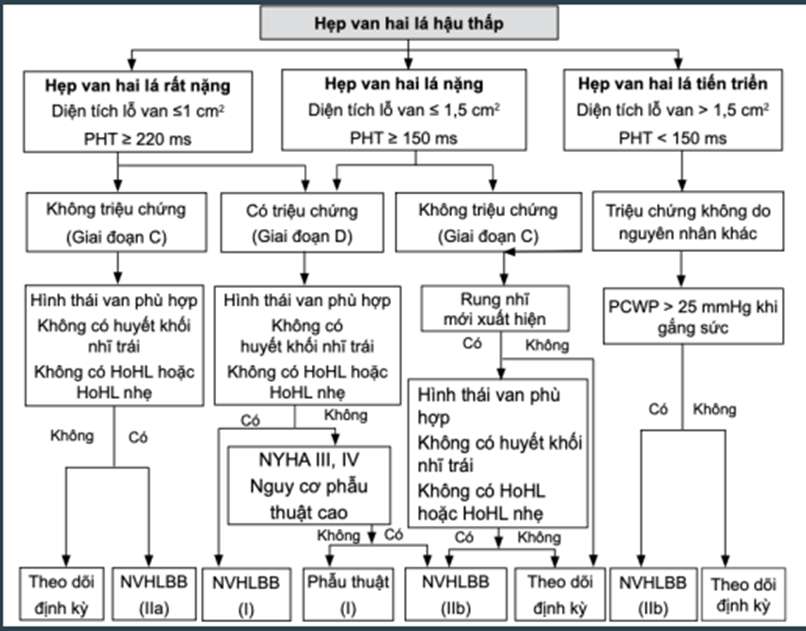 Hẹp van hai lá hậu thấp
Hẹp van hai lá rất nặng
Diện tích lỗ van ≤1 cm²
PHT ≥ 220 ms
Hẹp van hai lá nặng
Diện tích lỗ van ≤ 1,5 cm²
PHT ≥ 150 ms
Hẹp van hai lá tiến triển
Diện tích lỗ van > 1,5 cm²
PHT < 150 ms
Không triệu chứng
(Giai đoạn C)
Có triệu chứng
(Giai đoạn D)
Không triệu chứng
(Giai đoạn C)
Triệu chứng không do
nguyên nhân khác
Hình thái van phù hợp
Không có huyết khối
nhĩ trái
Không có HoHL hoặc
HoHL nhẹ
Hình thái van phù hợp
Không có
huyết khối nhĩ trái
Không có HoHL hoặc
HoHL nhẹ
Rung nhĩ
mới xuất hiện
PCWP > 25 mmHg khi
gắng sức
Có
Không
Hình thái van phù
hợp
Không có huyết khối
nhĩ trái
Không có HoHL
hoặc HoHL nhẹ
Không
Có
Có
Không
Có
Không
NYHA III, IV
Nguy cơ phẫu
thuật cao
Không
Có
Có
Không
Theo dõi
định kỳ
NVHLBB
(IIa)
NVHLBB
(I)
Phẫu thuật
(I)
NVHLBB
(IIb)
Theo dõi
định kỳ
NVHLBB
(IIb)
Theo dõi
định kỳ